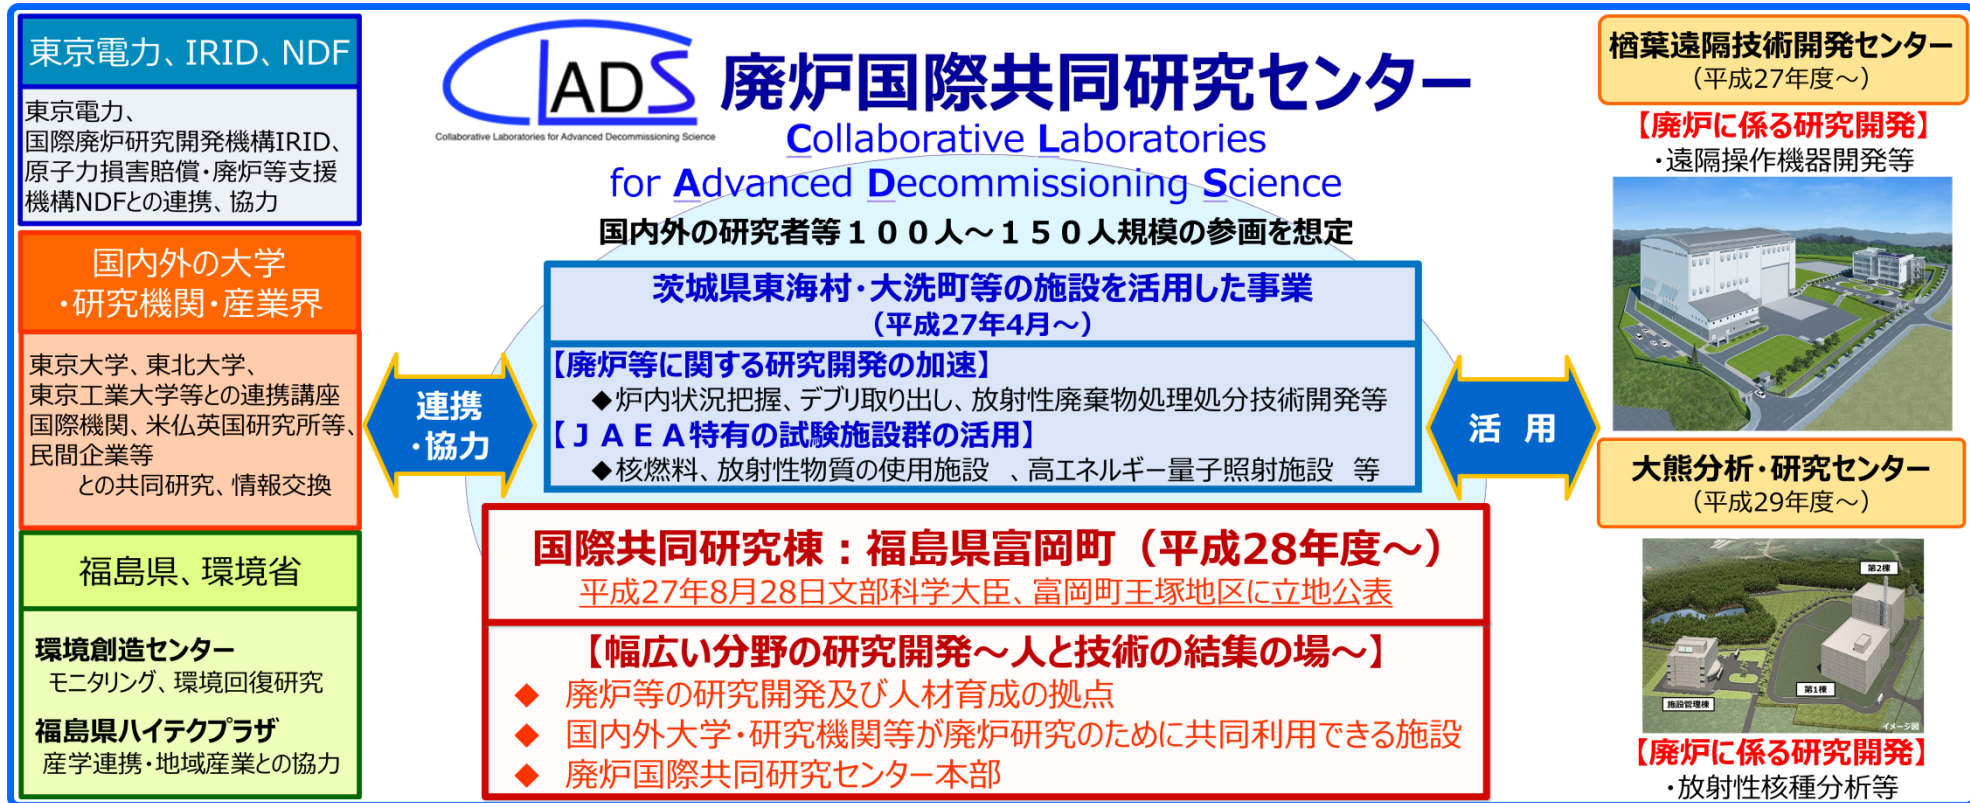 東京電力、IRID、NDF
東京電力、
国際廃炉研究開発機構IRID、
原子力損害賠償・廃炉等支援
機構NDFとの連携、協力
国内外の大学
・研究機関・産業界
東京大学、東北大学、
東京工業大学等との連携講座
国際機関、米仏英国研究所等、
民間企業等
との共同研究、情報交換
福島県、環境省
環境創造センター
モニタリング、環境回復研究
福島県ハイテクプラザ
産学連携・地域産業との協力
連携
・協力
CLADS
Collaborative Laboratories for Advanced Decommissioning Science
廃炉国際共同研究センター
Collaborative Laboratories
for Advanced Decommissioning Science
国内外の研究者等１００人～１５０人規模の参画を想定
茨城県東海村・大洗町等の施設を活用した事業
（平成27年4月～）
【廃炉等に関する研究開発の加速】
◆炉内状況把握、デブリ取り出し、放射性廃棄物処理処分技術開発等
【ＪＡＥＡ特有の試験施設群の活用】
◆核燃料、放射性物質の使用施設　、高エネルギー量子照射施設　等
国際共同研究棟：福島県富岡町（平成28年度～）
平成27年8月28日文部科学大臣、富岡町王塚地区に立地公表
【幅広い分野の研究開発～人と技術の結集の場～】
◆ 廃炉等の研究開発及び人材育成の拠点
◆ 国内外大学・研究機関等が廃炉研究のために共同利用できる施設
◆ 廃炉国際共同研究センター本部
活 用
楢葉遠隔技術開発センター
（平成27年度～）
【廃炉に係る研究開発】
・遠隔操作機器開発等
大熊分析・研究センター
（平成29年度～）
第2棟
第1棟
施設管理棟
イメージ図
【廃炉に係る研究開発】
・放射性核種分析等